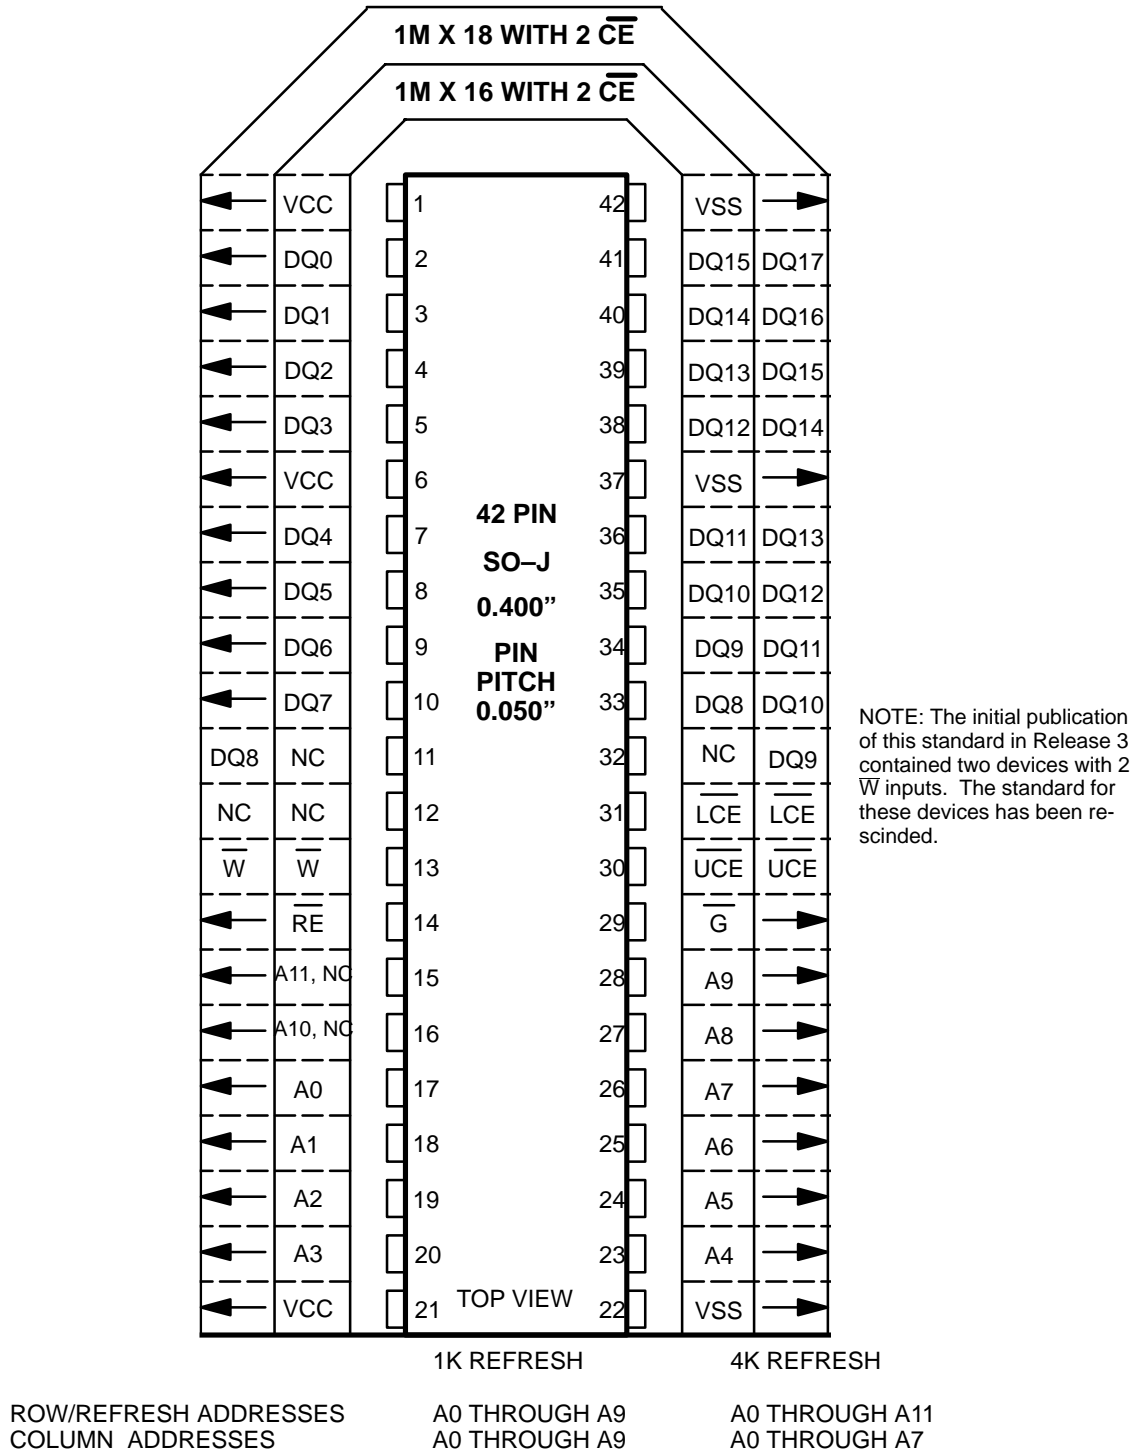 1M X 18 WITH 2 C̅E̅
1M X 16 WITH 2 C̅E̅
VCC 1 42 VSS
DQ0 2 41 DQ15 DQ17
DQ1 3 40 DQ14 DQ16
DQ2 4 39 DQ13 DQ15
DQ3 5 38 DQ12 DQ14
VCC 6 37 VSS
DQ4 7 36 DQ11 DQ13
DQ5 8 35 DQ10 DQ12
DQ6 9 34 DQ9 DQ11
DQ7 10 33 DQ8 DQ10
DQ8 NC 11 32 NC DQ9
NC NC 12 31 L̅C̅E̅ L̅C̅E̅
W̅ W̅ 13 30 U̅C̅E̅ U̅C̅E̅
R̅E̅ 14 29 G̅
A11, NC 15 28 A9
A10, NC 16 27 A8
A0 17 26 A7
A1 18 25 A6
A2 19 24 A5
A3 20 23 A4
VCC 21 22 VSS
42 PIN
SO–J
0.400”
PIN
PITCH
0.050”
TOP VIEW
NOTE: The initial publication
of this standard in Release 3
contained two devices with 2
W̅ inputs. The standard for
these devices has been re-
scinded.
1K REFRESH 4K REFRESH
ROW/REFRESH ADDRESSES A0 THROUGH A9 A0 THROUGH A11
COLUMN ADDRESSES A0 THROUGH A9 A0 THROUGH A7